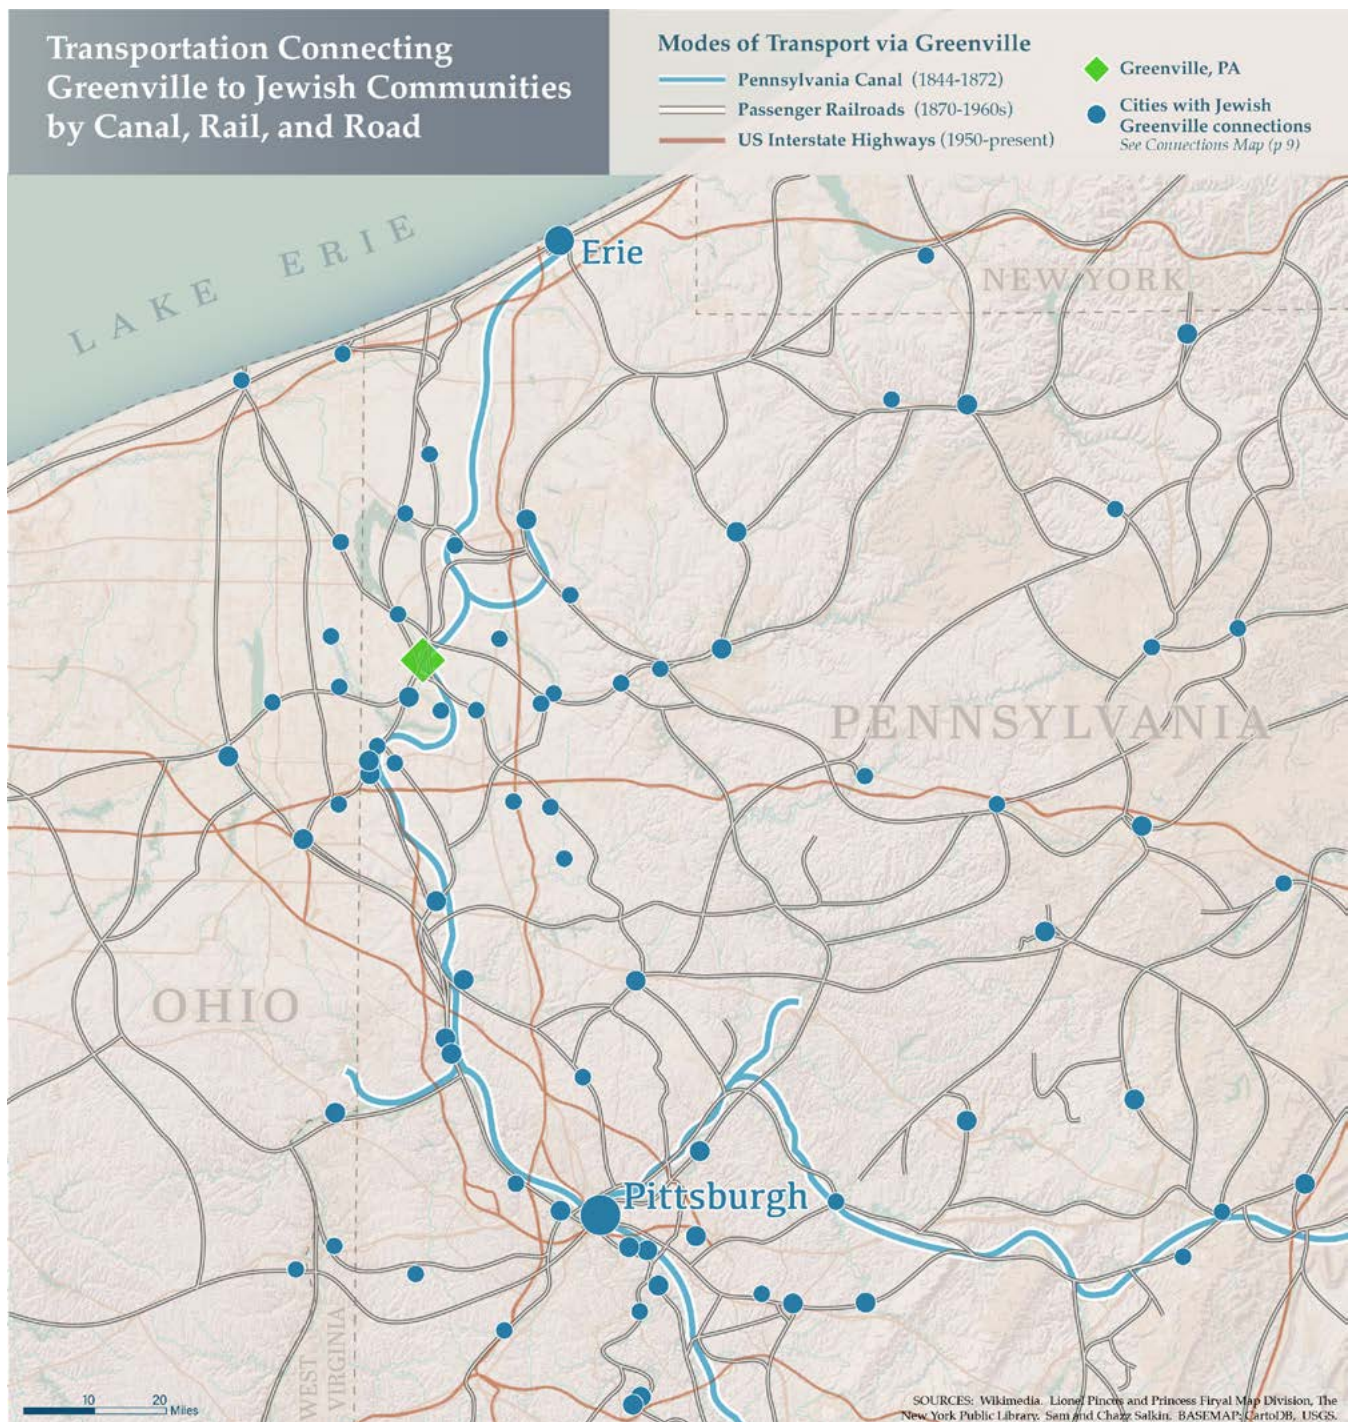 Transportation Connecting
Greenville to Jewish Communities
by Canal, Rail, and Road
Modes of Transport via Greenville
Pennsylvania Canal (1844-1872)
Passenger Railroads (1870-1960s)
US Interstate Highways (1950-present)
Greenville, PA
Cities with Jewish
Greenville connections
See Connections Map (p 9)
LAKE ERIE
Erie
NEW YORK
PENNSYLVANIA
OHIO
Pittsburgh
WEST
VIRGINIA
10 20
Miles
SOURCES: Wikimedia. Lionel Pincus and Princess Firyal Map Division, The
New York Public Library. Sam and Chazz Salkin. BASEMAP: CartoDB, USGS.